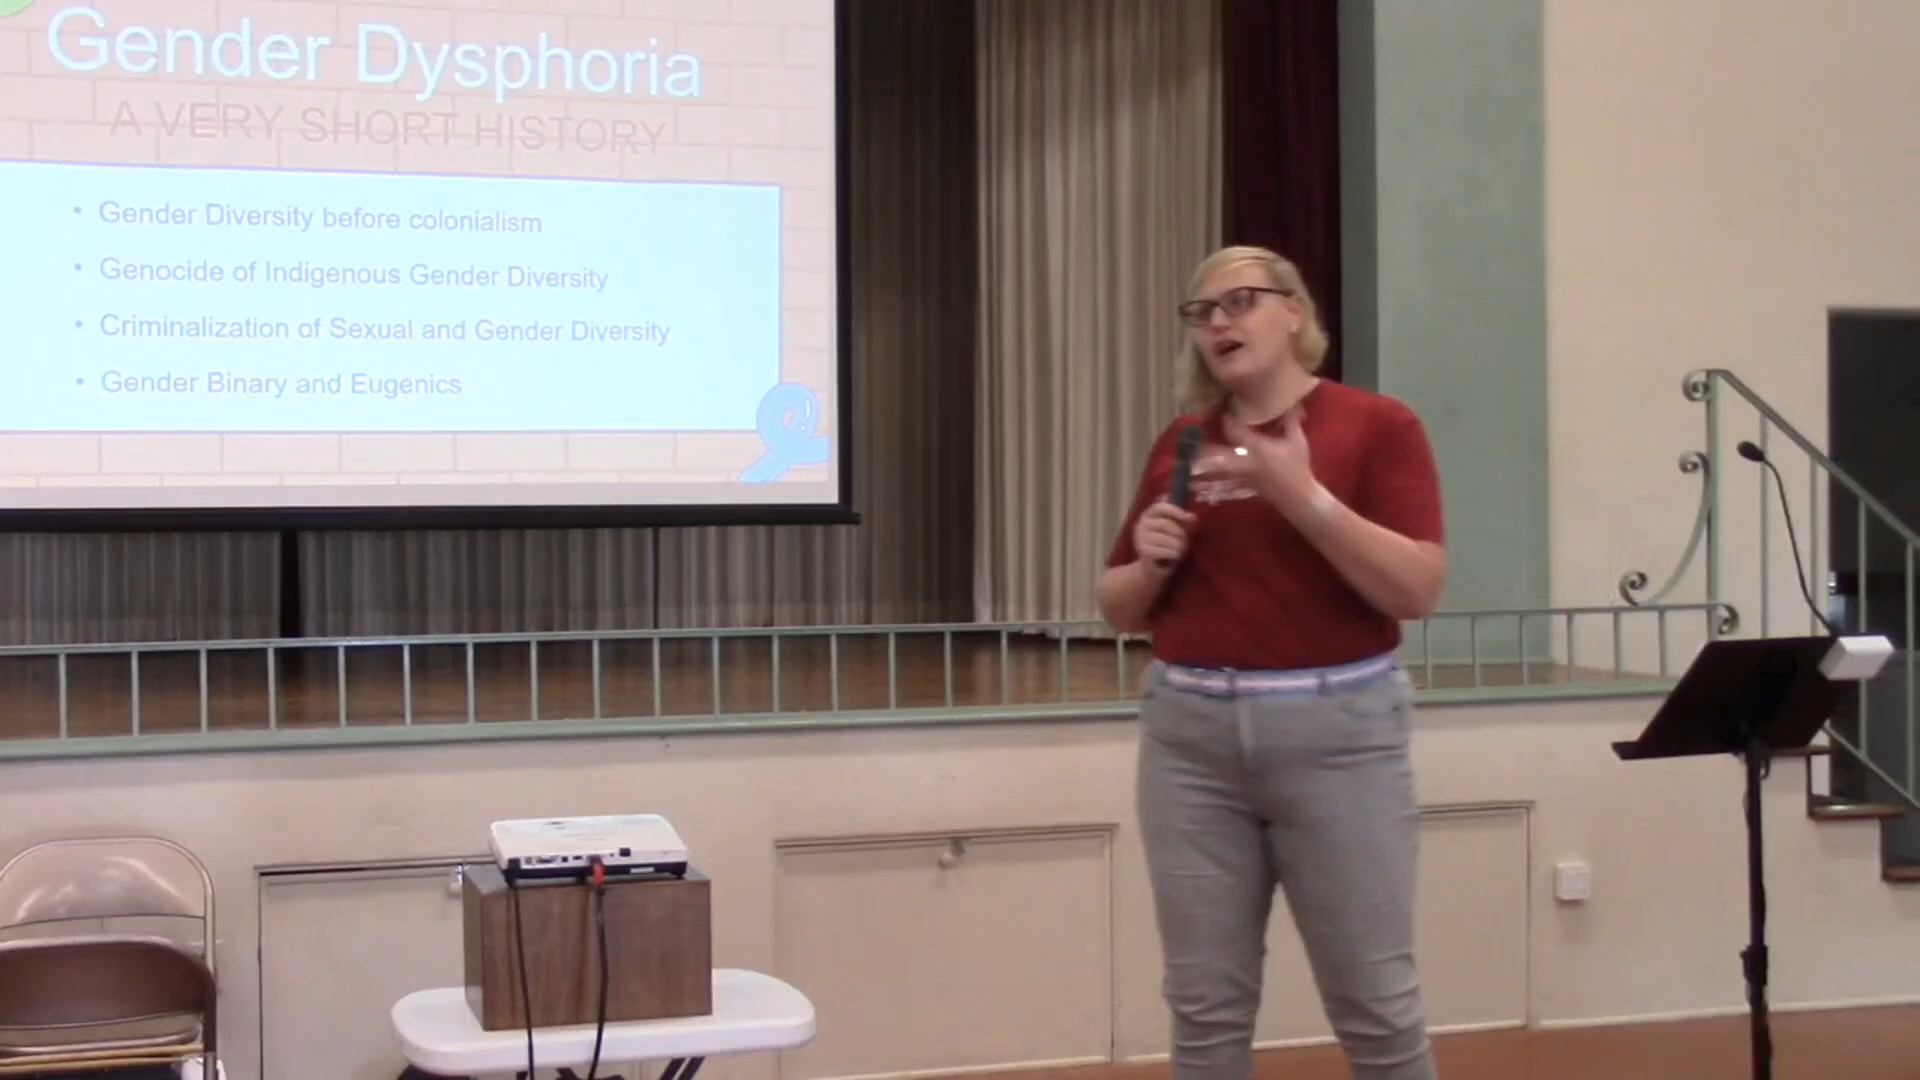 Gender Dysphoria
A VERY SHORT HISTORY
• Gender Diversity before colonialism
• Genocide of Indigenous Gender Diversity
• Criminalization of Sexual and Gender Diversity
• Gender Binary and Eugenics